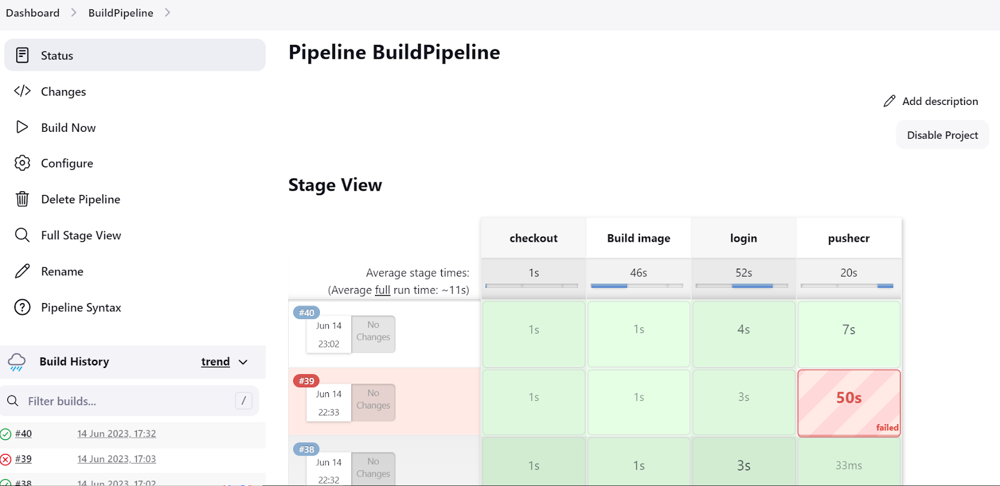 Dashboard
BuildPipeline
Status
Changes
Build Now
Configure
Delete Pipeline
Full Stage View
Rename
Pipeline Syntax
Build History
trend
Filter builds...
/
#40
14 Jun 2023, 17:32
#39
14 Jun 2023, 17:03
#38
14 Jun 2023, 17:02
Pipeline BuildPipeline
Add description
Disable Project
Stage View
checkout
Build image
login
pushecr
Average stage times:
(Average full run time: ~11s)
1s
46s
52s
20s
#40
Jun 14
23:02
No
Changes
1s
1s
4s
7s
#39
Jun 14
22:33
No
Changes
1s
1s
3s
50s
failed
#38
Jun 14
22:32
No
Changes
1s
1s
3s
33ms